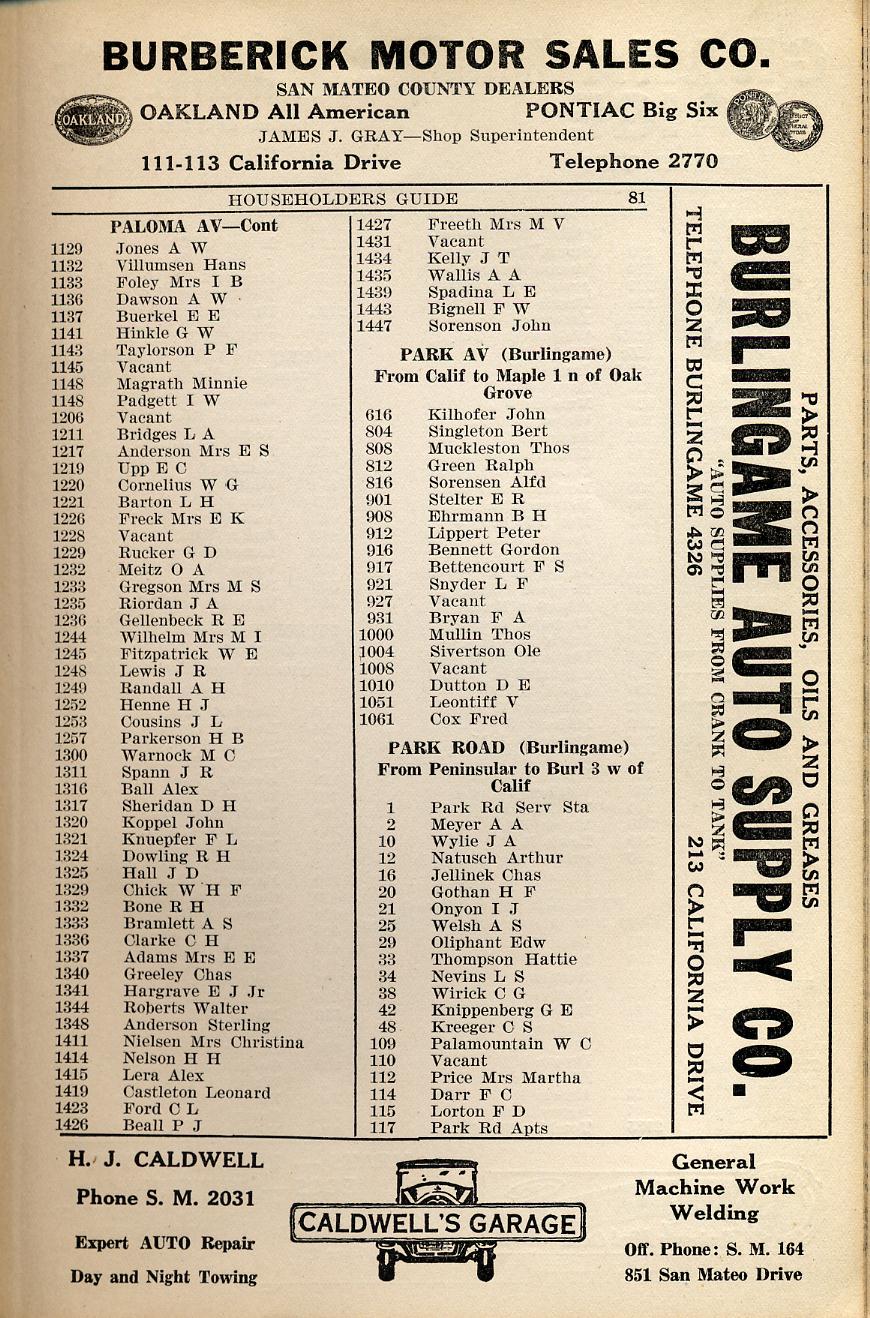 BURBERICK MOTOR SALES CO.
SAN MATEO COUNTY DEALERS
OAKLAND
OAKLAND All American PONTIAC Big Six
PONTIAC
JAMES J. GRAY—Shop Superintendent
111-113 California Drive Telephone 2770
HOUSEHOLDERS GUIDE 81
PALOMA AV—Cont
1129 Jones A W
1132 Villumsen Hans
1133 Foley Mrs I B
1136 Dawson A W
1137 Buerkel E E
1141 Hinkle G W
1143 Taylorson P F
1145 Vacant
1148 Magrath Minnie
1148 Padgett I W
1206 Vacant
1211 Bridges L A
1217 Anderson Mrs E S
1219 Upp E C
1220 Cornelius W G
1221 Barton L H
1226 Freck Mrs E K
1228 Vacant
1229 Rucker G D
1232 Meitz O A
1233 Gregson Mrs M S
1235 Riordan J A
1236 Gellenbeck R E
1244 Wilhelm Mrs M I
1245 Fitzpatrick W E
1248 Lewis J R
1249 Randall A H
1252 Henne H J
1253 Cousins J L
1257 Parkerson H B
1300 Warnock M C
1311 Spann J R
1316 Ball Alex
1317 Sheridan D H
1320 Koppel John
1321 Knuepfer F L
1324 Dowling R H
1325 Hall J D
1329 Chick W H F
1332 Bone R H
1333 Bramlett A S
1336 Clarke C H
1337 Adams Mrs E E
1340 Greeley Chas
1341 Hargrave E J Jr
1344 Roberts Walter
1348 Anderson Sterling
1411 Nielsen Mrs Christina
1414 Nelson H H
1415 Lera Alex
1419 Castleton Leonard
1423 Ford C L
1426 Beall P J
1427 Freeth Mrs M V
1431 Vacant
1434 Kelly J T
1435 Wallis A A
1439 Spadina L E
1443 Bignell F W
1447 Sorenson John
PARK AV (Burlingame)
From Calif to Maple 1 n of Oak
Grove
616 Kilhofer John
804 Singleton Bert
808 Muckleston Thos
812 Green Ralph
816 Sorensen Alfd
901 Stelter E R
908 Ehrmann B H
912 Lippert Peter
916 Bennett Gordon
917 Bettencourt F S
921 Snyder L F
927 Vacant
931 Bryan F A
1000 Mullin Thos
1004 Sivertson Ole
1008 Vacant
1010 Dutton D E
1051 Leontiff V
1061 Cox Fred
PARK ROAD (Burlingame)
From Peninsular to Burl 3 w of
Calif
1 Park Rd Serv Sta
2 Meyer A A
10 Wylie J A
12 Natusch Arthur
16 Jellinek Chas
20 Gothan H F
21 Onyon I J
25 Welsh A S
29 Oliphant Edw
33 Thompson Hattie
34 Nevins L S
38 Wirick C G
42 Knippenberg G E
48 Kreeger C S
109 Palamountain W C
110 Vacant
112 Price Mrs Martha
114 Darr F C
115 Lorton F D
117 Park Rd Apts
PARTS, ACCESSORIES, OILS AND GREASES
BURLINGAME AUTO SUPPLY CO.
"AUTO SUPPLIES FROM CRANK TO TANK"
TELEPHONE BURLINGAME 4326 213 CALIFORNIA DRIVE
H. J. CALDWELL
Phone S. M. 2031
Expert AUTO Repair
Day and Night Towing
CALDWELL'S GARAGE
General
Machine Work
Welding
Off. Phone: S. M. 164
851 San Mateo Drive